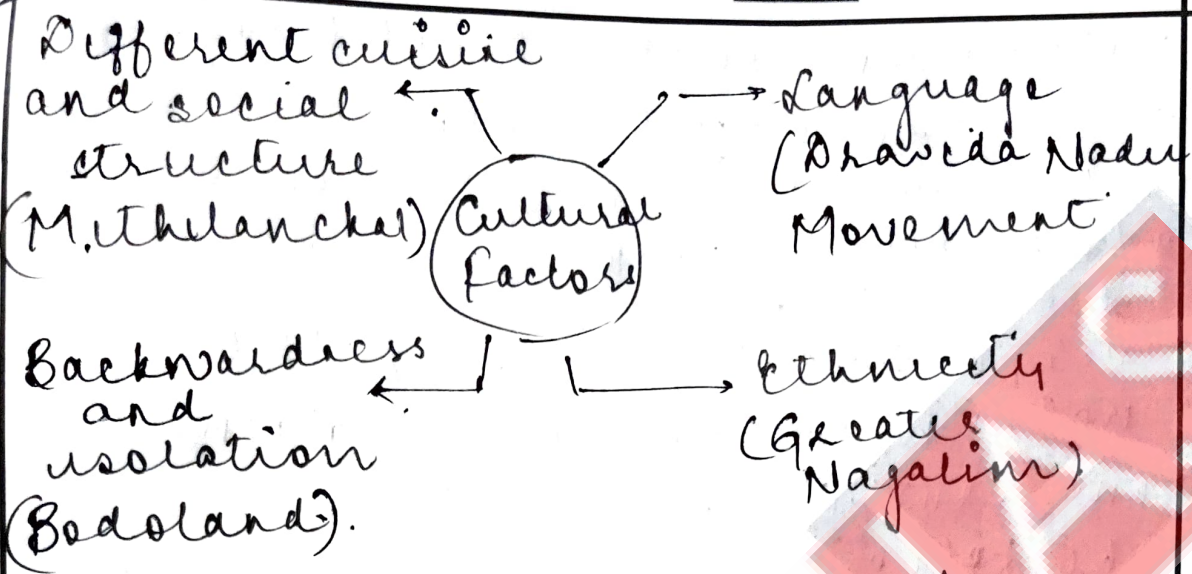 Different cuisine
and social
structure
(Mithilanchal)
Cultural
factors
Language
(Dravida Nadu
Movement
Backwardness
and
isolation
(Bodoland).
Ethnicity
(Greater
Nagalim)
IAS